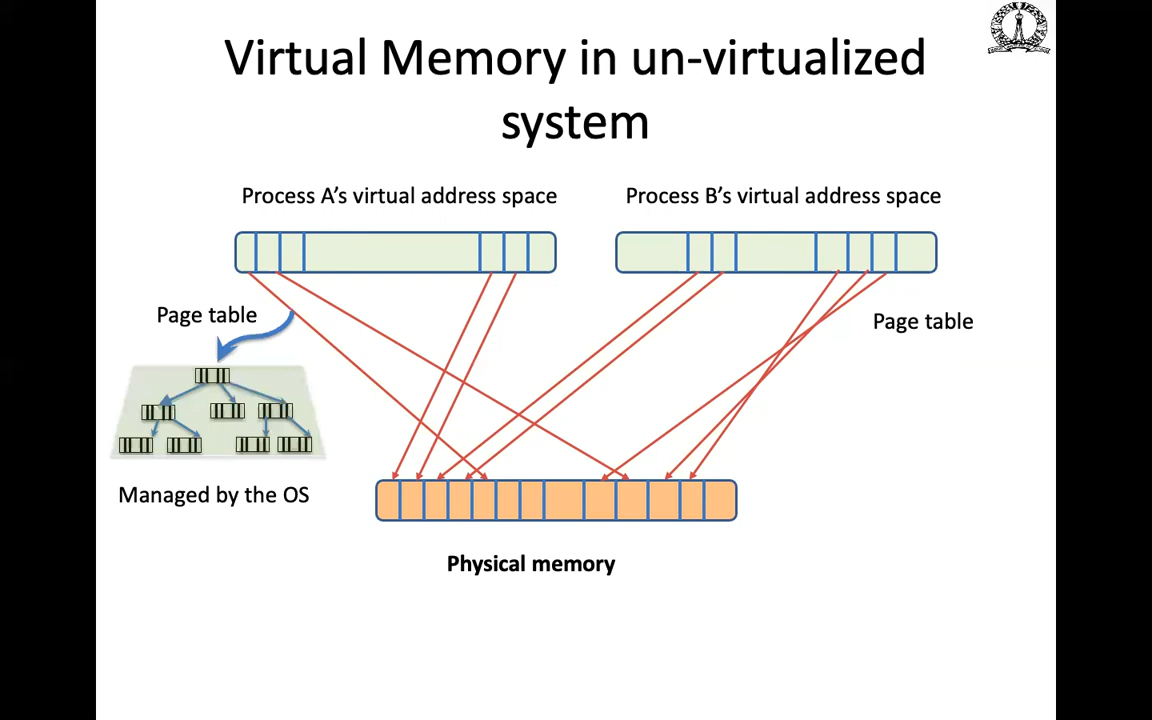 Virtual Memory in un-virtualized
system
Process A’s virtual address space
Process B’s virtual address space
Page table
Page table
Managed by the OS
Physical memory